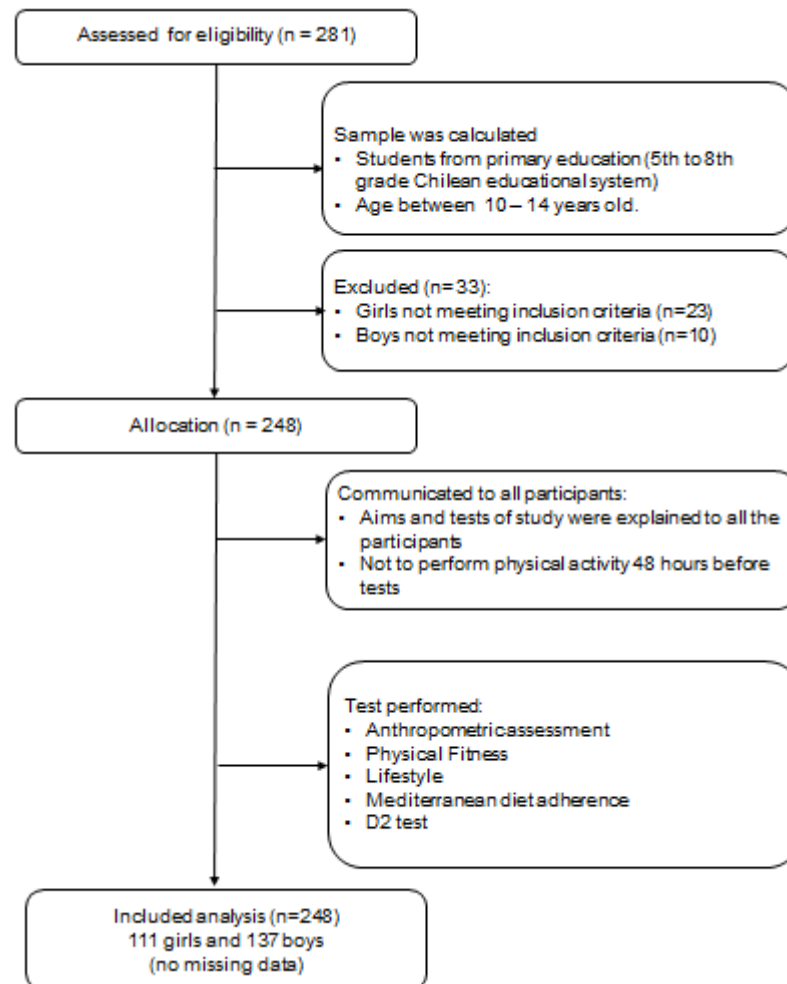 Assessed for eligibility (n = 281)
Sample was calculated
▪ Students from primary education (5th to 8th
grade Chilean educational system)
▪ Age between 10 – 14 years old.
Excluded (n= 33):
▪ Girls not meeting inclusion criteria (n=23)
▪ Boys not meeting inclusion criteria (n=10)
Allocation (n = 248)
Communicated to all participants:
▪ Aims and tests of study were explained to all the
participants
▪ Not to perform physical activity 48 hours before
tests
Test performed:
▪ Anthropometric assessment
▪ Physical Fitness
▪ Lifestyle
▪ Mediterranean diet adherence
▪ D2 test
Included analysis (n=248)
111 girls and 137 boys
(no missing data)